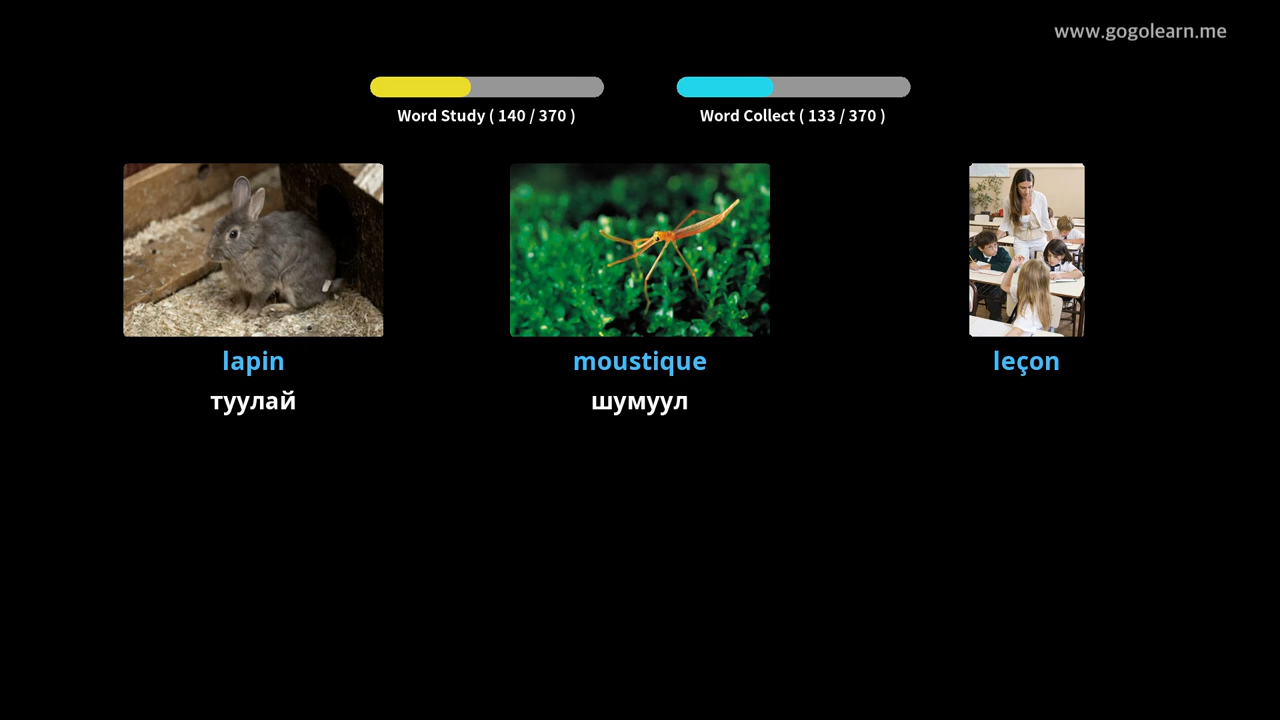 www.gogolearn.me
Word Study ( 140 / 370 )
Word Collect ( 133 / 370 )
lapin
moustique
leçon
туулай
шумуул